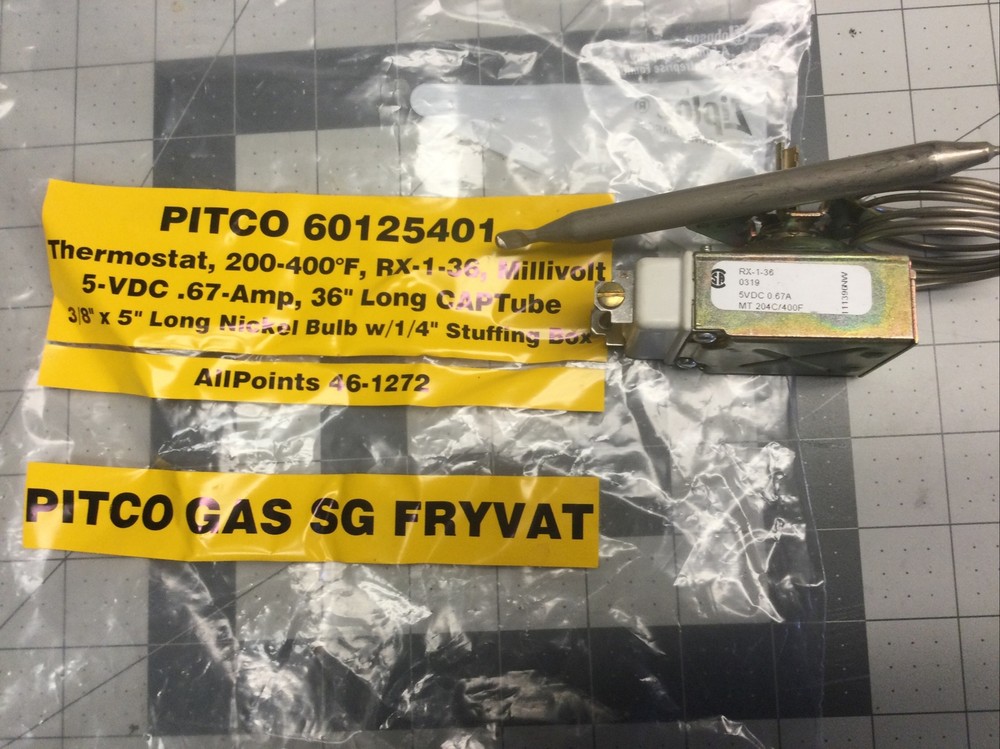 PITCO 60125401
Thermostat, 200-400°F, RX-1-36, Millivolt
5-VDC .67-Amp, 36" Long CAPTube
3/8" x 5" Long Nickel Bulb w/1/4" Stuffing Box
AllPoints 46-1272
PITCO GAS SG FRYVAT
RX-1-36
0319
5VDC 0.67A
MT 204C/400F
Ziploc®
Johnson